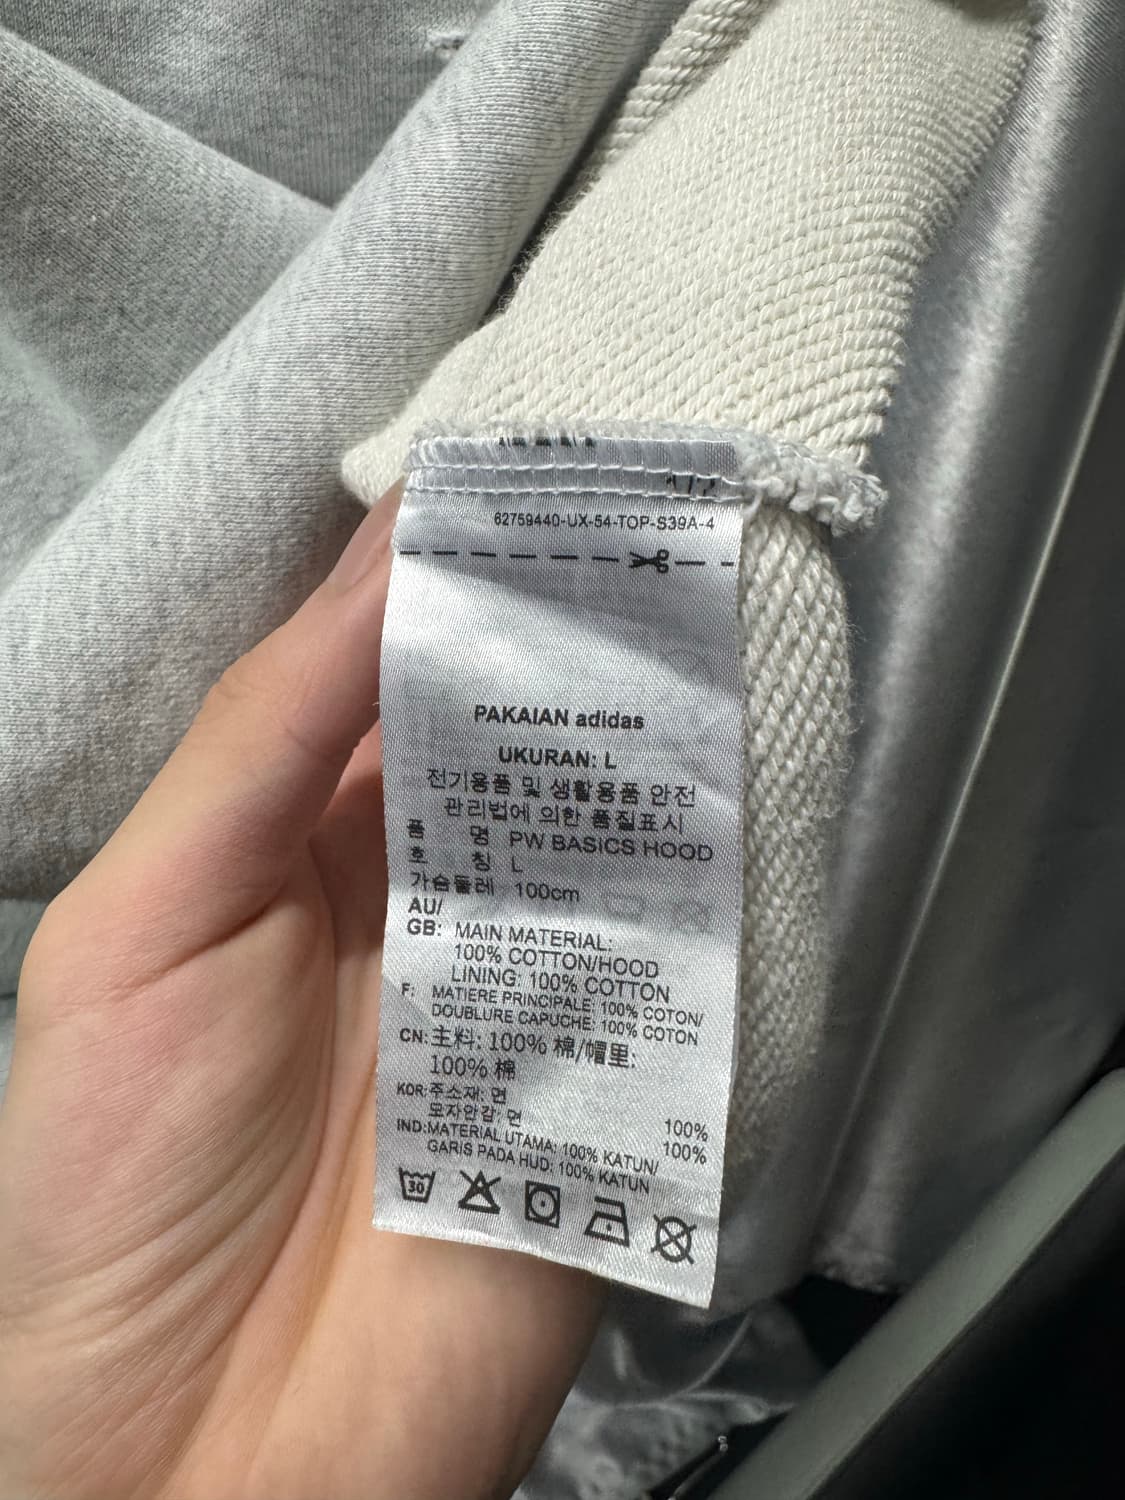 62759440-UX-54-TOP-S39A-4
PAKAIAN adidas
UKURAN: L
전기용품 및 생활용품 안전
관리법에 의한 품질표시
품 명 PW BASICS HOOD
호 칭 L
가슴둘레 100cm
AU/
GB: MAIN MATERIAL:
100% COTTON/HOOD
LINING: 100% COTTON
F: MATIERE PRINCIPALE: 100% COTON/
DOUBLURE CAPUCHE: 100% COTON
CN: 主料: 100% 棉/帽里:
100% 棉
KOR: 주소재: 면 100%
모자안감: 면 100%
IND: MATERIAL UTAMA: 100% KATUN/
GARIS PADA HUD: 100% KATUN
30